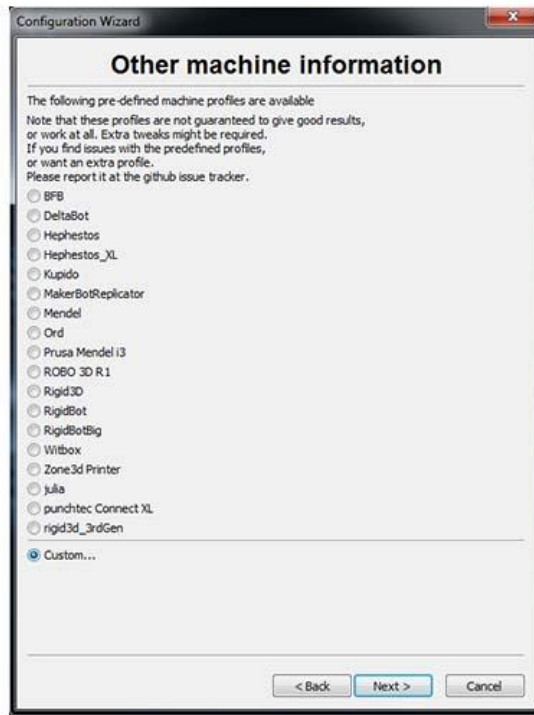 Configuration Wizard
Other machine information
The following pre-defined machine profiles are available
Note that these profiles are not guaranteed to give good results,
or work at all. Extra tweaks might be required.
If you find issues with the predefined profiles,
or want an extra profile.
Please report it at the github issue tracker.
BFB
DeltaBot
Hephestos
Hephestos_XL
Kupido
MakerBotReplicator
Mendel
Ord
Prusa Mendel i3
ROBO 3D R1
Rigid3D
RigidBot
RigidBotBig
Witbox
Zone3d Printer
julia
punchtec Connect XL
rigid3d_3rdGen
Custom...
< Back Next > Cancel